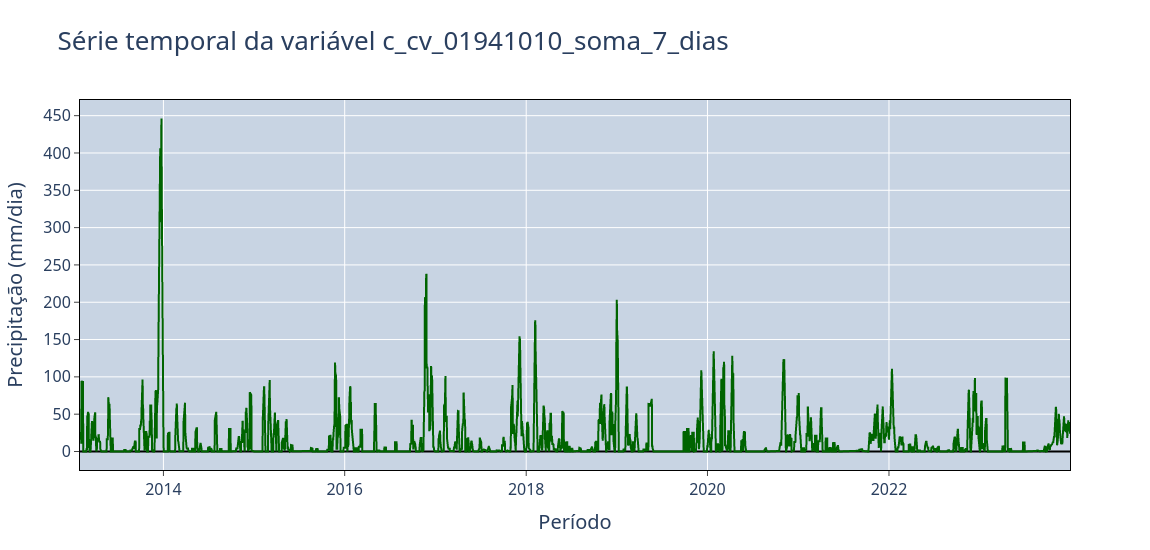 Série temporal da variável c_cv_01941010_soma_7_dias
Precipitação (mm/dia)
450
400
350
300
250
200
150
100
50
0
2014 2016 2018 2020 2022
Período